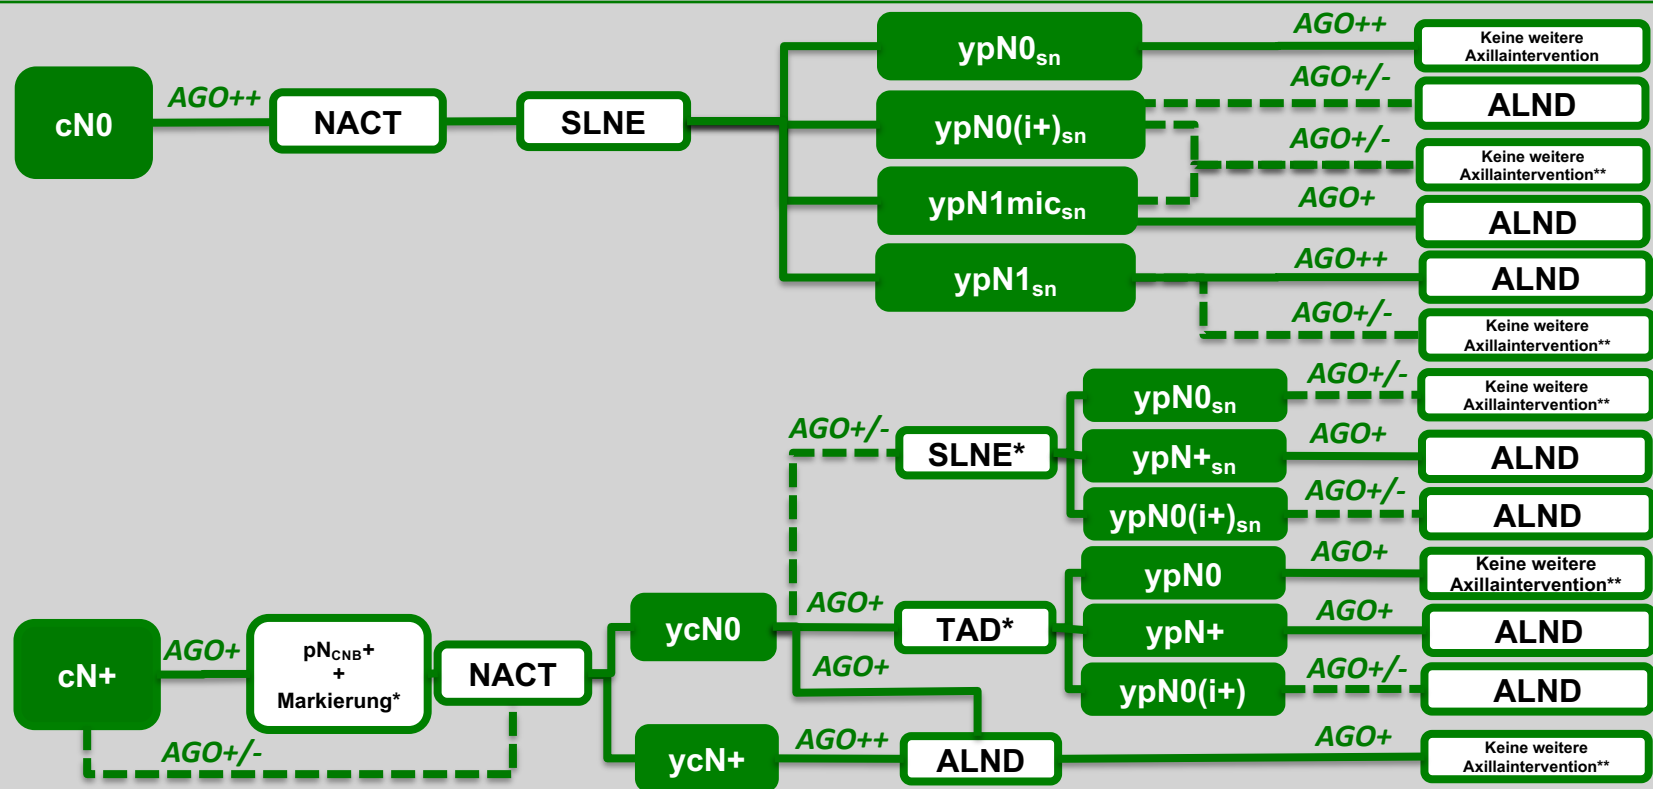 AGO++
ypN0sn
Keine weitere
Axillaintervention
cN0
AGO++
NACT
SLNE
AGO+/-
ypN0(i+)sn
ALND
AGO+/-
Keine weitere
Axillaintervention**
ypN1micsn
AGO+
ALND
ypN1sn
AGO++
ALND
AGO+/-
Keine weitere
Axillaintervention**
AGO+/-
SLNE*
ypN0sn
AGO+/-
Keine weitere
Axillaintervention**
ypN+sn
AGO+
ALND
ypN0(i+)sn
AGO+/-
ALND
cN+
AGO+
pNCNB+
+
Markierung*
NACT
AGO+/-
ycN0
AGO+
TAD*
AGO+
ypN0
AGO+
Keine weitere
Axillaintervention**
ypN+
AGO+
ALND
ypN0(i+)
AGO+/-
ALND
ycN+
AGO++
ALND
AGO+
Keine weitere
Axillaintervention**